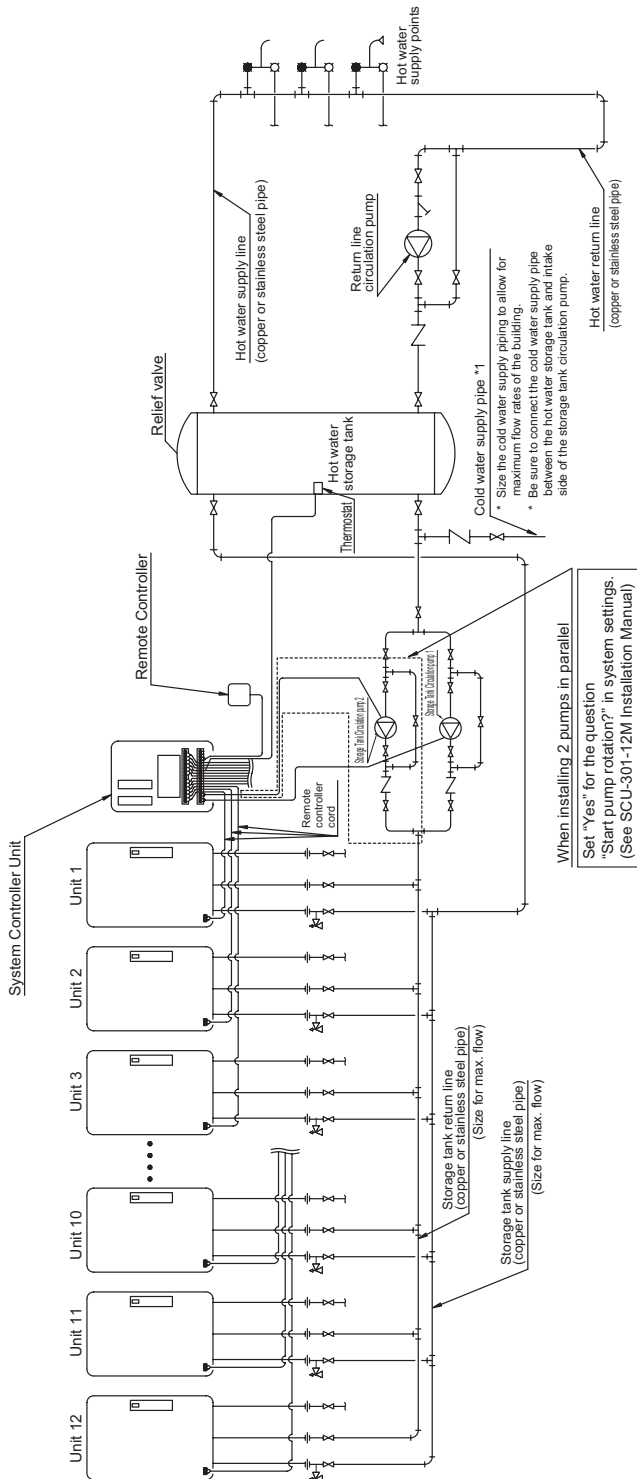 System Controller Unit
Remote Controller
Relief valve
Hot water supply line
(copper or stainless steel pipe)
Hot water
supply points
Unit 1
Unit 2
Unit 3
Unit 10
Unit 11
Unit 12
Remote
controller
cord
Thermostat
Hot water
storage tank
Return line
circulation pump
Storage Tank Circulation pump 2
Storage Tank Circulation pump 1
Cold water supply pipe *1
* Size the cold water supply piping to allow for
maximum flow rates of the building.
* Be sure to connect the cold water supply pipe
between the hot water storage tank and intake
side of the storage tank circulation pump.
Hot water return line
(copper or stainless steel pipe)
Storage tank return line
(copper or stainless steel pipe)
(Size for max. flow)
Storage tank supply line
(copper or stainless steel pipe)
(Size for max. flow)
When installing 2 pumps in parallel
Set “Yes” for the question
“Start pump rotation?” in system settings.
(See SCU-301-12M Installation Manual)